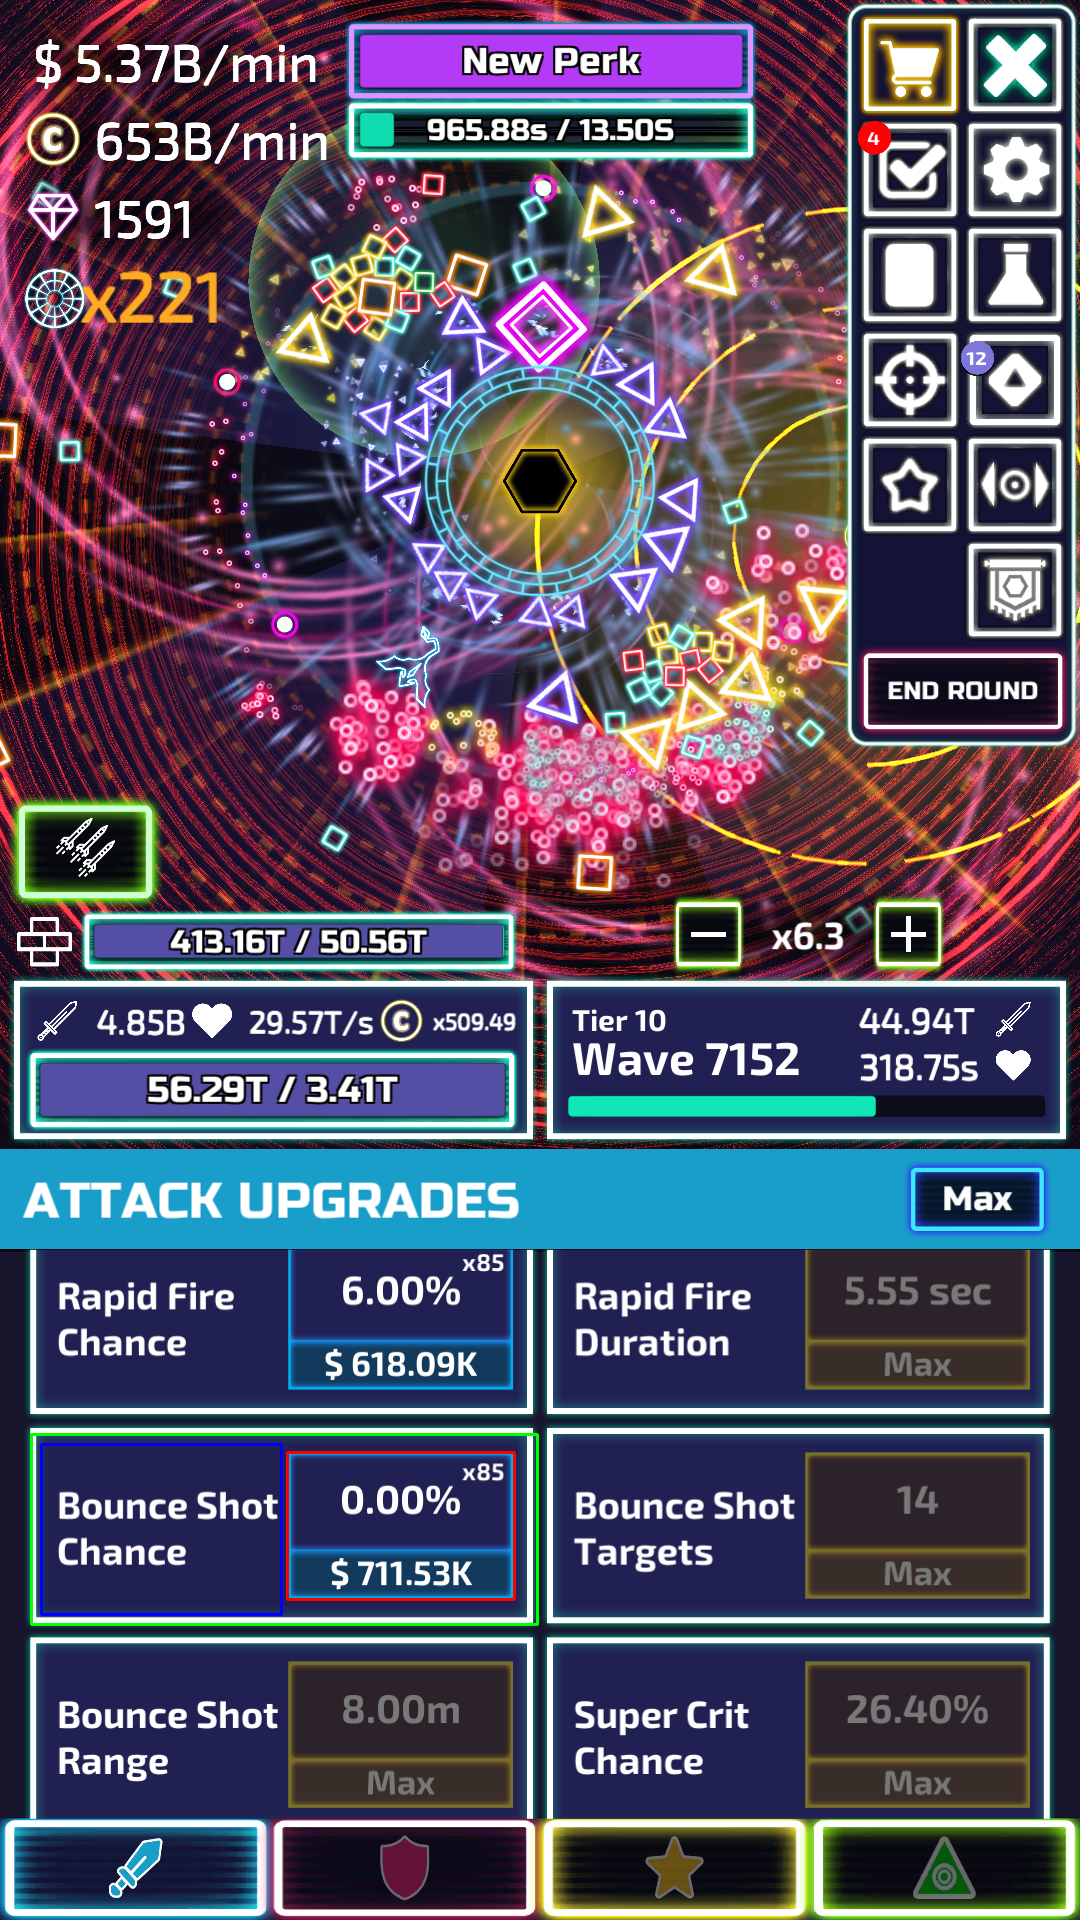 $ 5.37B/min
New Perk
965.88s / 13.50S
C 653B/min
4
1591
x221
12
END ROUND
413.16T / 50.56T
x6.3
4.85B 29.57T/s C x509.49
56.29T / 3.41T
Tier 10 44.94T
Wave 7152 318.75s
ATTACK UPGRADES
Max
Rapid Fire
Chance
x85
6.00%
$ 618.09K
Rapid Fire
Duration
5.55 sec
Max
Bounce Shot
Chance
x85
0.00%
$ 711.53K
Bounce Shot
Targets
14
Max
Bounce Shot
Range
8.00m
Max
Super Crit
Chance
26.40%
Max